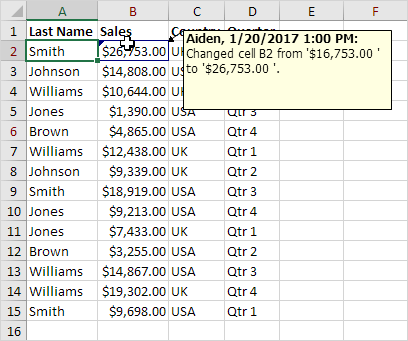 A B C D E F
1 Last Name Sales Country Quarter
Aiden, 1/20/2017 1:00 PM:
2 Smith $26,753.00 UK
Changed cell B2 from '$16,753.00 '
3 Johnson $14,808.00 USA
to '$26,753.00 '.
4 Williams $10,644.00 UK
5 Jones $1,390.00 USA Qtr 3
6 Brown $4,865.00 USA Qtr 4
7 Williams $12,438.00 UK Qtr 1
8 Johnson $9,339.00 UK Qtr 2
9 Smith $18,919.00 USA Qtr 3
10 Jones $9,213.00 USA Qtr 4
11 Jones $7,433.00 UK Qtr 1
12 Brown $3,255.00 USA Qtr 2
13 Williams $14,867.00 USA Qtr 3
14 Williams $19,302.00 UK Qtr 4
15 Smith $9,698.00 USA Qtr 1
16